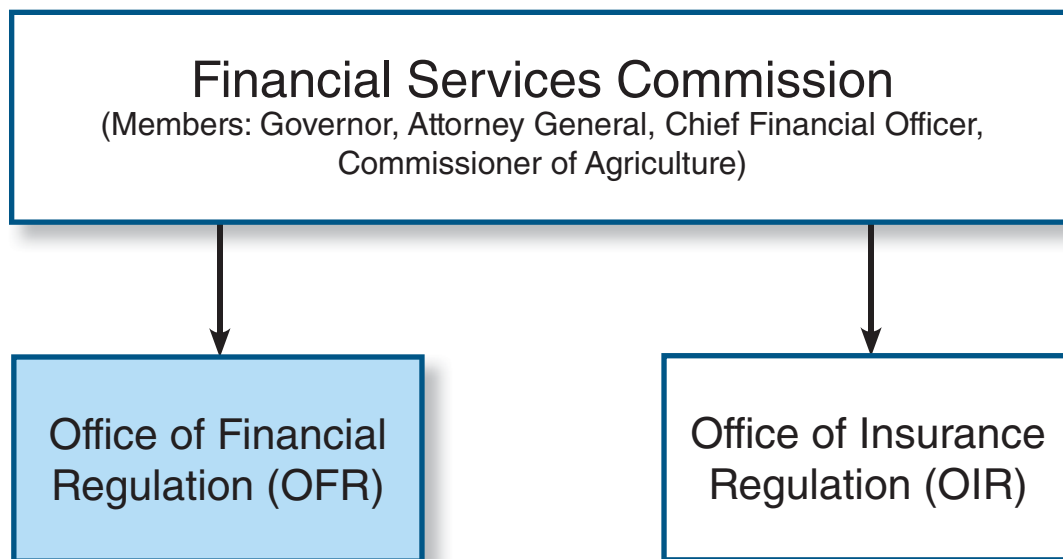 Financial Services Commission
(Members: Governor, Attorney General, Chief Financial Officer,
Commissioner of Agriculture)
Office of Financial
Regulation (OFR)
Office of Insurance
Regulation (OIR)